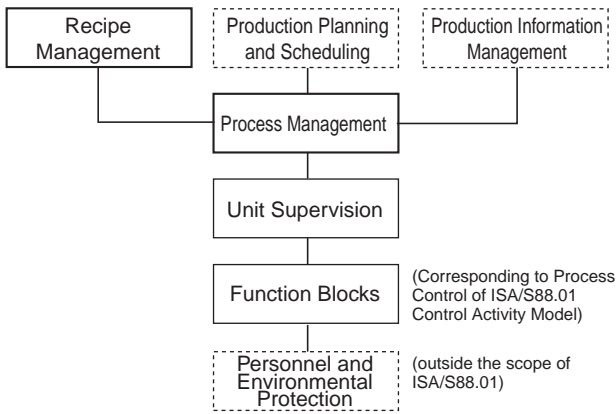 Recipe
Management
Production Planning
and Scheduling
Production Information
Management
Process Management
Unit Supervision
Function Blocks
(Corresponding to Process
Control of ISA/S88.01
Control Activity Model)
Personnel and
Environmental
Protection
(outside the scope of
ISA/S88.01)